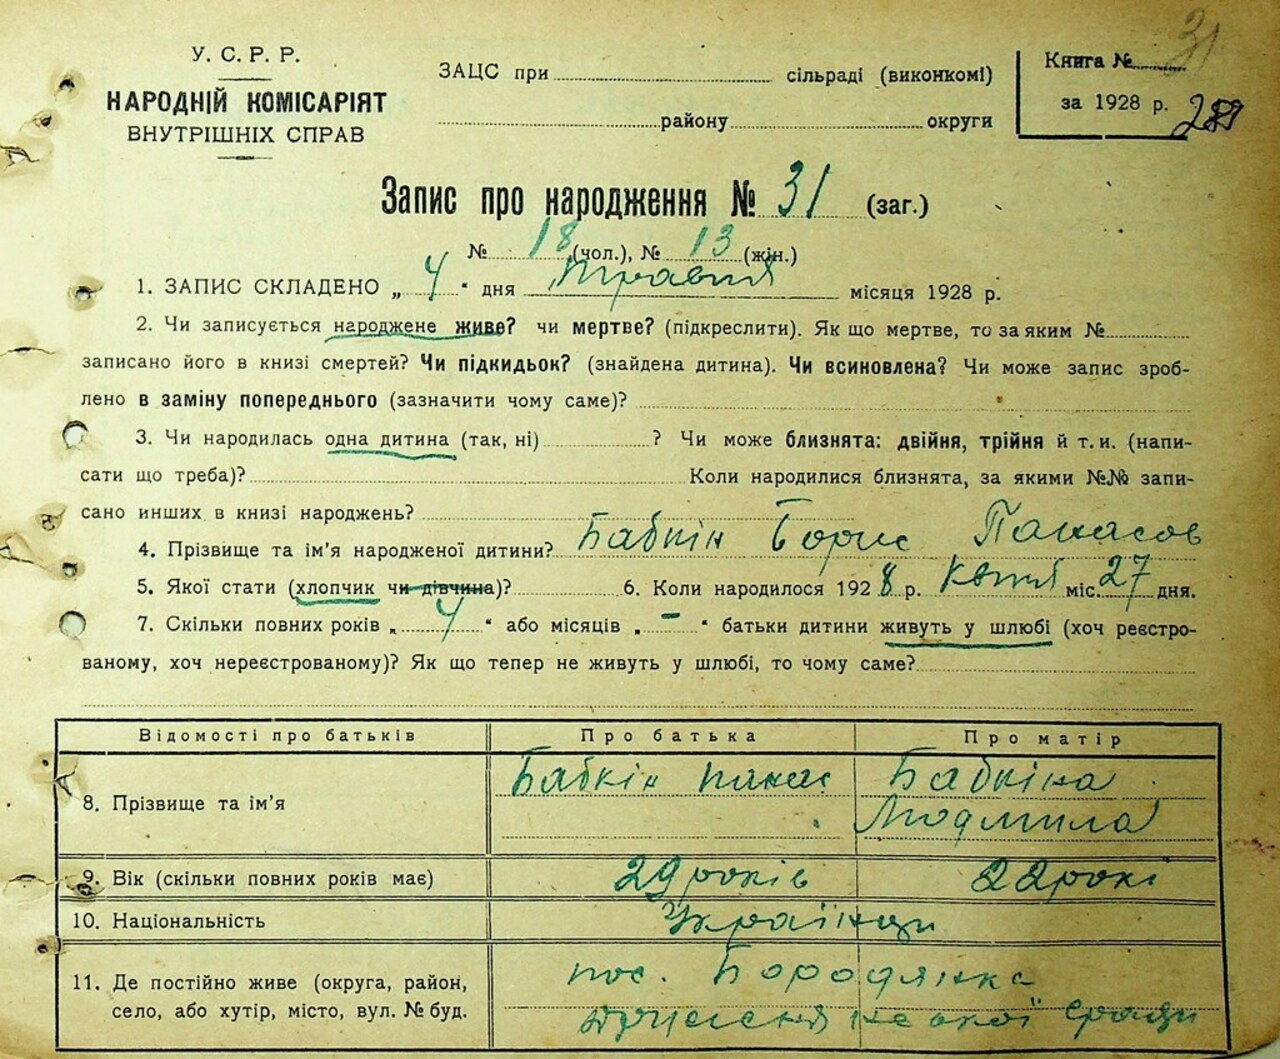 31
У. С. Р. Р.
НАРОДНІЙ КОМІСАРІЯТ
ВНУТРІШНІХ СПРАВ
ЗАЦС при сільраді (виконкомі)
району округи
Книга №
за 1928 р.
Запис про народження № 31 (заг.)
№ 18 (чол.), № 13 (жін.)
1. ЗАПИС СКЛАДЕНО „ 4 “ дня травня місяця 1928 р.
2. Чи записується народжене живе? чи мертве? (підкреслити). Як що мертве, то за яким №
записано його в книзі смертей? Чи підкидьок? (знайдена дитина). Чи всиновлена? Чи може запис зроб-
лено в заміну попереднього (зазначити чому саме)?
3. Чи народилась одна дитина (так, ні) ? Чи може близнята: двійня, трійня й т. и. (напи-
сати що треба)? Коли народилися близнята, за якими №№ запи-
сано инших в книзі народжень?
4. Прізвище та ім’я народженої дитини? Бабкін Борис Панасов
5. Якої стати (хлопчик чи дівчина)? 6. Коли народилося 1928 р. квітня міс. 27 дня.
7. Скільки повних років „ 4 “ або місяців „ - “ батьки дитини живуть у шлюбі (хоч реєстро-
ваному, хоч нереєстрованому)? Як що тепер не живуть у шлюбі, то чому саме?
Відомості про батьків Про батька Про матір
8. Прізвище та ім’я Бабкін Панас Бабкіна
Людмила
9. Вік (скільки повних років має) 29 років 22 рокі
10. Національність Українци
11. Де постійно живе (округа, район, пос. Бородянка
село, або хутір, місто, вул. № буд.